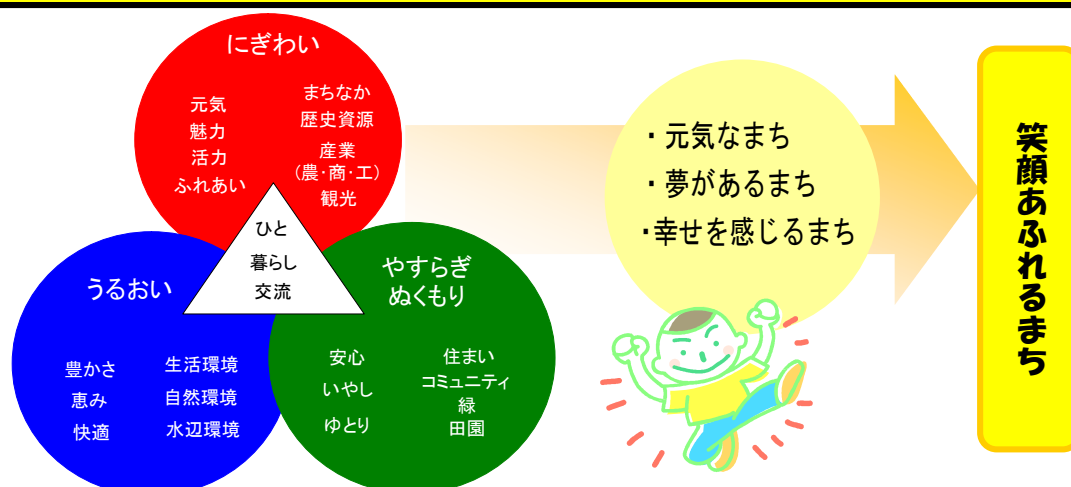 にぎわい
元気
魅力
活力
ふれあい
まちなか
歴史資源
産業
(農・商・工)
観光
ひと
暮らし
交流
うるおい
豊かさ
恵み
快適
生活環境
自然環境
水辺環境
やすらぎ
ぬくもり
安心
いやし
ゆとり
住まい
コミュニティ
緑
田園
・元気なまち
・夢があるまち
・幸せを感じるまち
笑顔あふれるまち